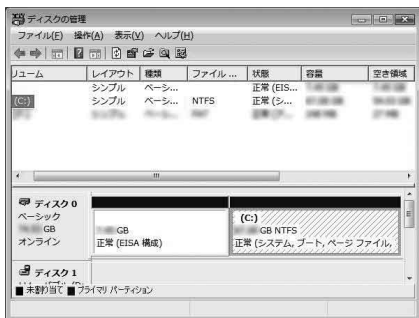 ディスクの管理
ファイル(F) 操作(A) 表示(V) ヘルプ(H)
ューム レイアウト 種類 ファイル ... 状態 容量 空き領域
シンプル ベーシ... 正常 (EIS...
(C:) シンプル ベーシ... NTFS 正常 (シ...
ディスク 0
ベーシック
GB
オンライン
GB
正常 (EISA 構成)
(C:)
GB NTFS
正常 (システム, ブート, ページ ファイル,
ディスク 1
未割り当て プライマリ パーティション